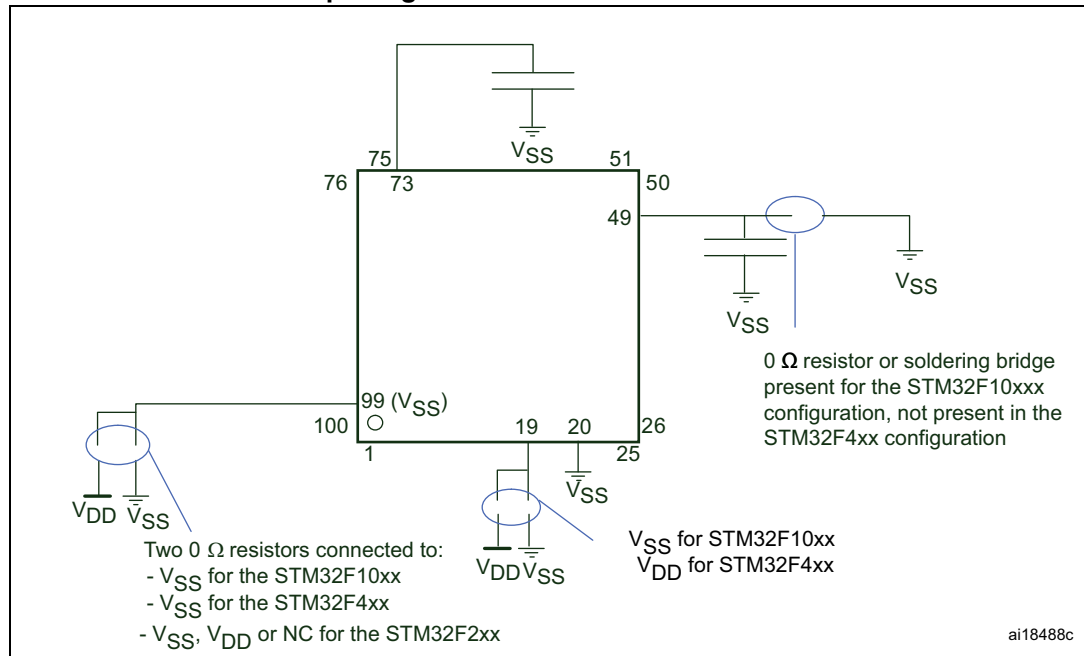 VSS
75
51
76
73
50
49
VSS
VSS
0 Ω resistor or soldering bridge
present for the STM32F10xxx
configuration, not present in the
STM32F4xx configuration
99 (VSS)
100
19
20
26
1
25
VSS
VDD
VSS
VDD
VSS
Two 0 Ω resistors connected to:
- VSS for the STM32F10xx
- VSS for the STM32F4xx
- VSS, VDD or NC for the STM32F2xx
VSS for STM32F10xx
VDD for STM32F4xx
ai18488c